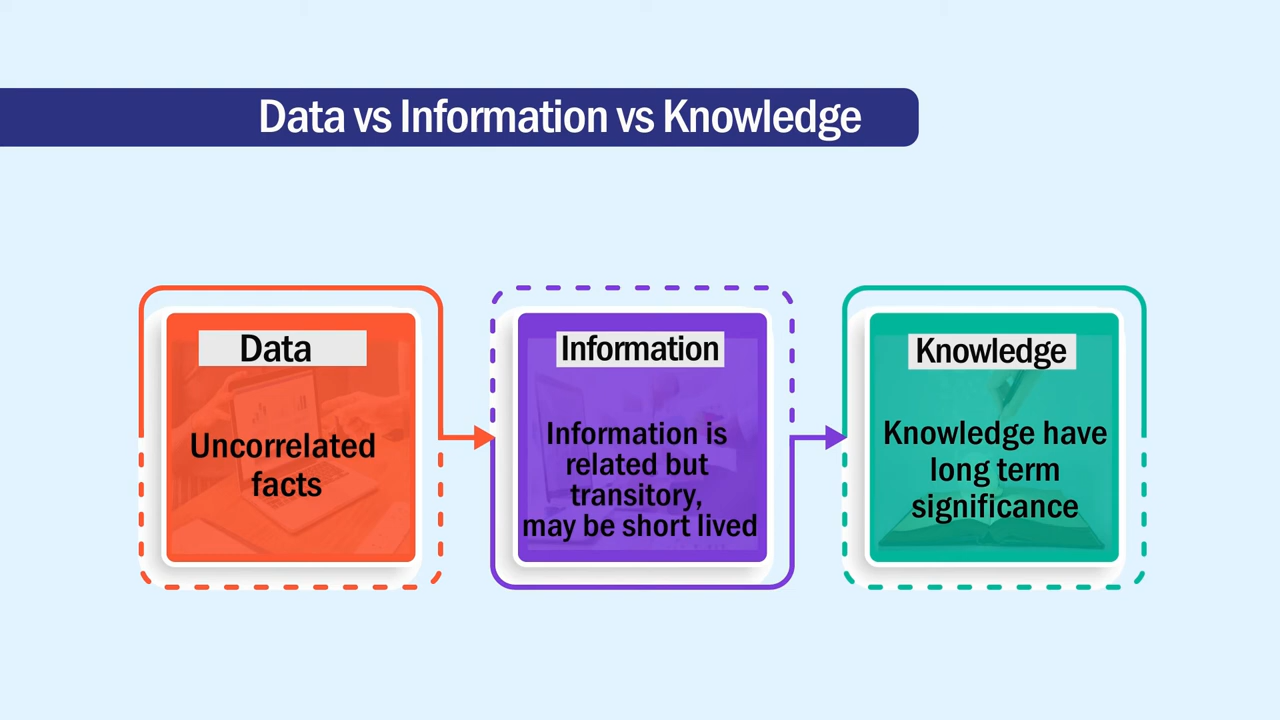 Data vs Information vs Knowledge
Data
Uncorrelated
facts
Information
Information is
related but
transitory,
may be short lived
Knowledge
Knowledge have
long term
significance